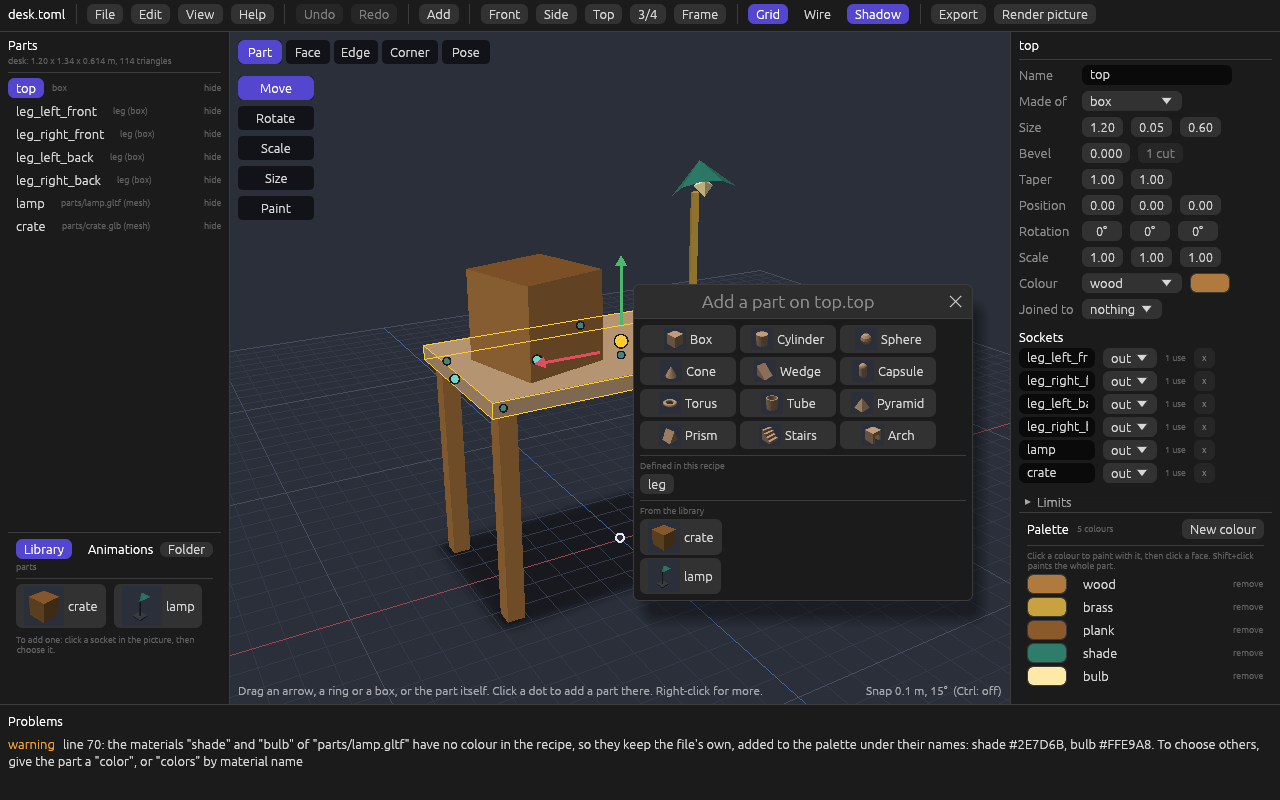 desk.toml File Edit View Help Undo Redo Add Front Side Top 3/4 Frame Grid Wire Shadow Export Render picture
Parts
desk: 1.20 x 1.34 x 0.614 m, 114 triangles
top box hide
leg_left_front leg (box) hide
leg_right_front leg (box) hide
leg_left_back leg (box) hide
leg_right_back leg (box) hide
lamp parts/lamp.gltf (mesh) hide
crate parts/crate.glb (mesh) hide
Library Animations Folder
parts
crate lamp
To add one: click a socket in the picture, then
choose it.
Part Face Edge Corner Pose
Move
Rotate
Scale
Size
Paint
Add a part on top.top
Box Cylinder Sphere
Cone Wedge Capsule
Torus Tube Pyramid
Prism Stairs Arch
Defined in this recipe
leg
From the library
crate
lamp
Drag an arrow, a ring or a box, or the part itself. Click a dot to add a part there. Right-click for more.
Snap 0.1 m, 15° (Ctrl: off)
top
Name top
Made of box
Size 1.20 0.05 0.60
Bevel 0.000 1 cut
Taper 1.00 1.00
Position 0.00 0.00 0.00
Rotation 0° 0° 0°
Scale 1.00 1.00 1.00
Colour wood
Joined to nothing
Sockets
leg_left_fr out 1 use x
leg_right_f out 1 use x
leg_left_ba out 1 use x
leg_right_b out 1 use x
lamp out 1 use x
crate out 1 use x
Limits
Palette 5 colours New colour
Click a colour to paint with it, then click a face. Shift+click
paints the whole part.
wood remove
brass remove
plank remove
shade remove
bulb remove
Problems
warning line 70: the materials "shade" and "bulb" of "parts/lamp.gltf" have no colour in the recipe, so they keep the file's own, added to the palette under their names: shade #2E7D6B, bulb #FFE9A8. To choose others,
give the part a "color", or "colors" by material name